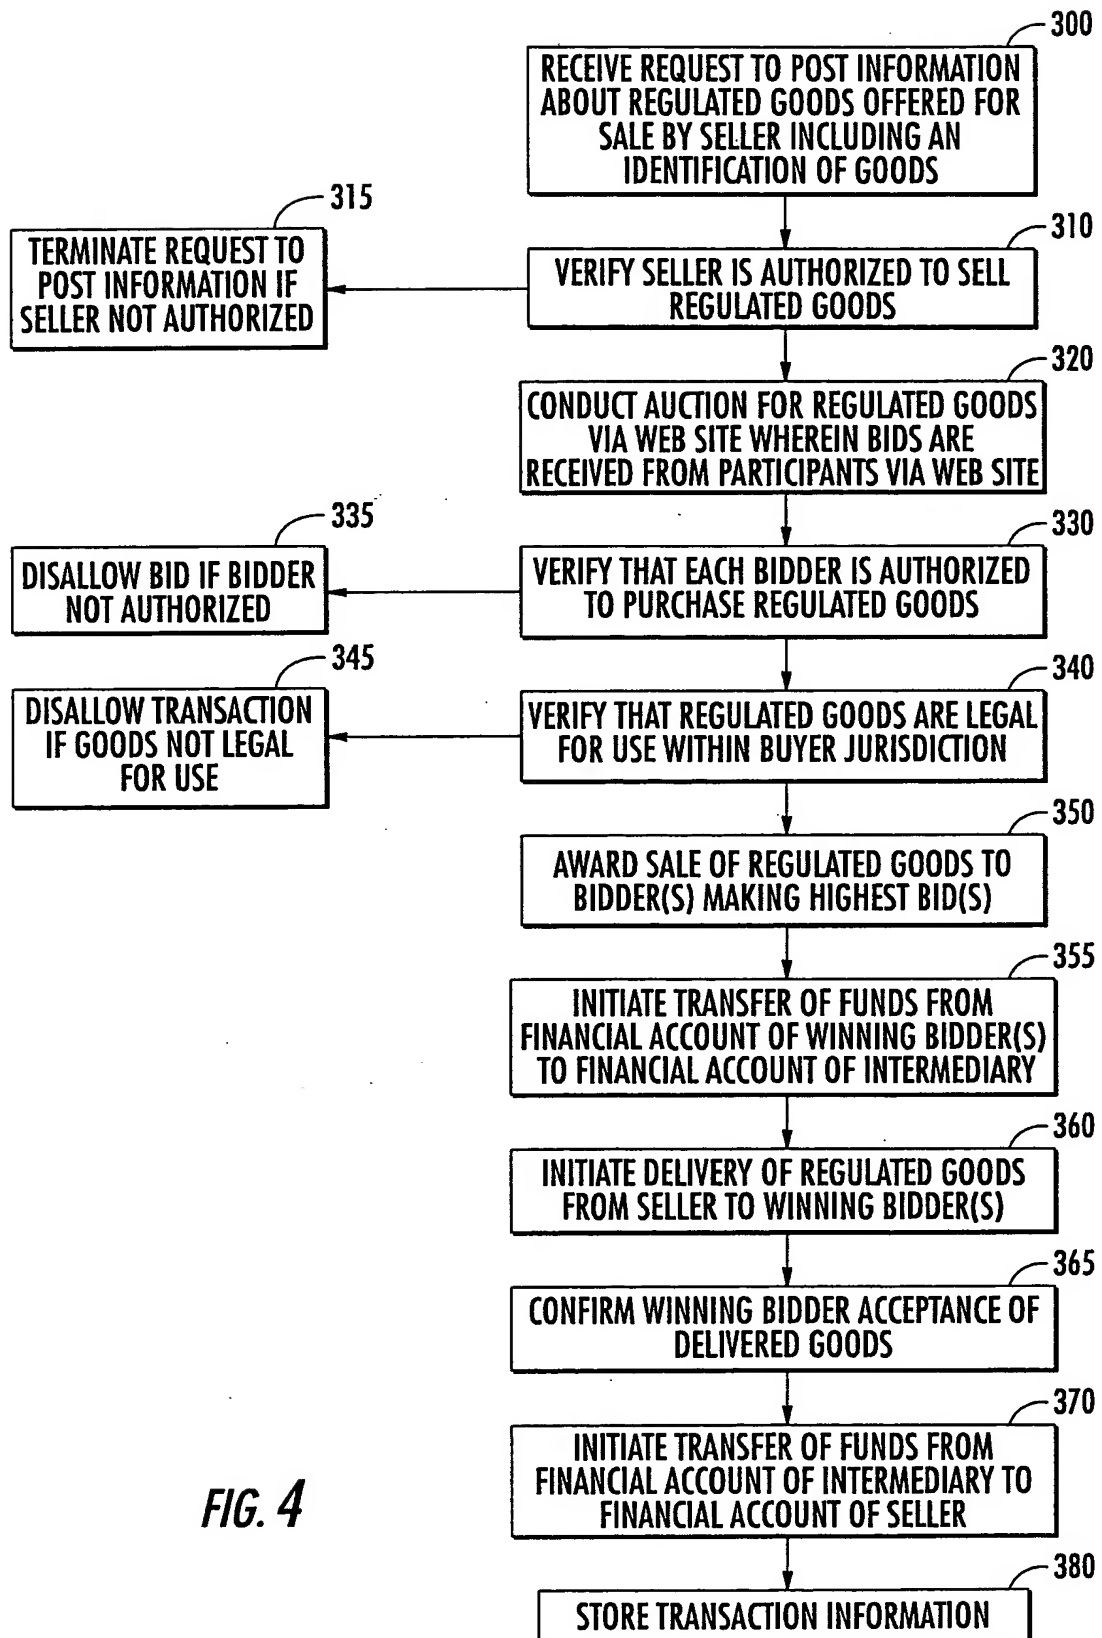 300
RECEIVE REQUEST TO POST INFORMATION
ABOUT REGULATED GOODS OFFERED FOR
SALE BY SELLER INCLUDING AN
IDENTIFICATION OF GOODS
315
TERMINATE REQUEST TO
POST INFORMATION IF
SELLER NOT AUTHORIZED
310
VERIFY SELLER IS AUTHORIZED TO SELL
REGULATED GOODS
320
CONDUCT AUCTION FOR REGULATED GOODS
VIA WEB SITE WHEREIN BIDS ARE
RECEIVED FROM PARTICIPANTS VIA WEB SITE
335
DISALLOW BID IF BIDDER
NOT AUTHORIZED
330
VERIFY THAT EACH BIDDER IS AUTHORIZED
TO PURCHASE REGULATED GOODS
345
DISALLOW TRANSACTION
IF GOODS NOT LEGAL
FOR USE
340
VERIFY THAT REGULATED GOODS ARE LEGAL
FOR USE WITHIN BUYER JURISDICTION
350
AWARD SALE OF REGULATED GOODS TO
BIDDER(S) MAKING HIGHEST BID(S)
355
INITIATE TRANSFER OF FUNDS FROM
FINANCIAL ACCOUNT OF WINNING BIDDER(S)
TO FINANCIAL ACCOUNT OF INTERMEDIARY
360
INITIATE DELIVERY OF REGULATED GOODS
FROM SELLER TO WINNING BIDDER(S)
365
CONFIRM WINNING BIDDER ACCEPTANCE OF
DELIVERED GOODS
370
INITIATE TRANSFER OF FUNDS FROM
FINANCIAL ACCOUNT OF INTERMEDIARY TO
FINANCIAL ACCOUNT OF SELLER
FIG. 4
380
STORE TRANSACTION INFORMATION